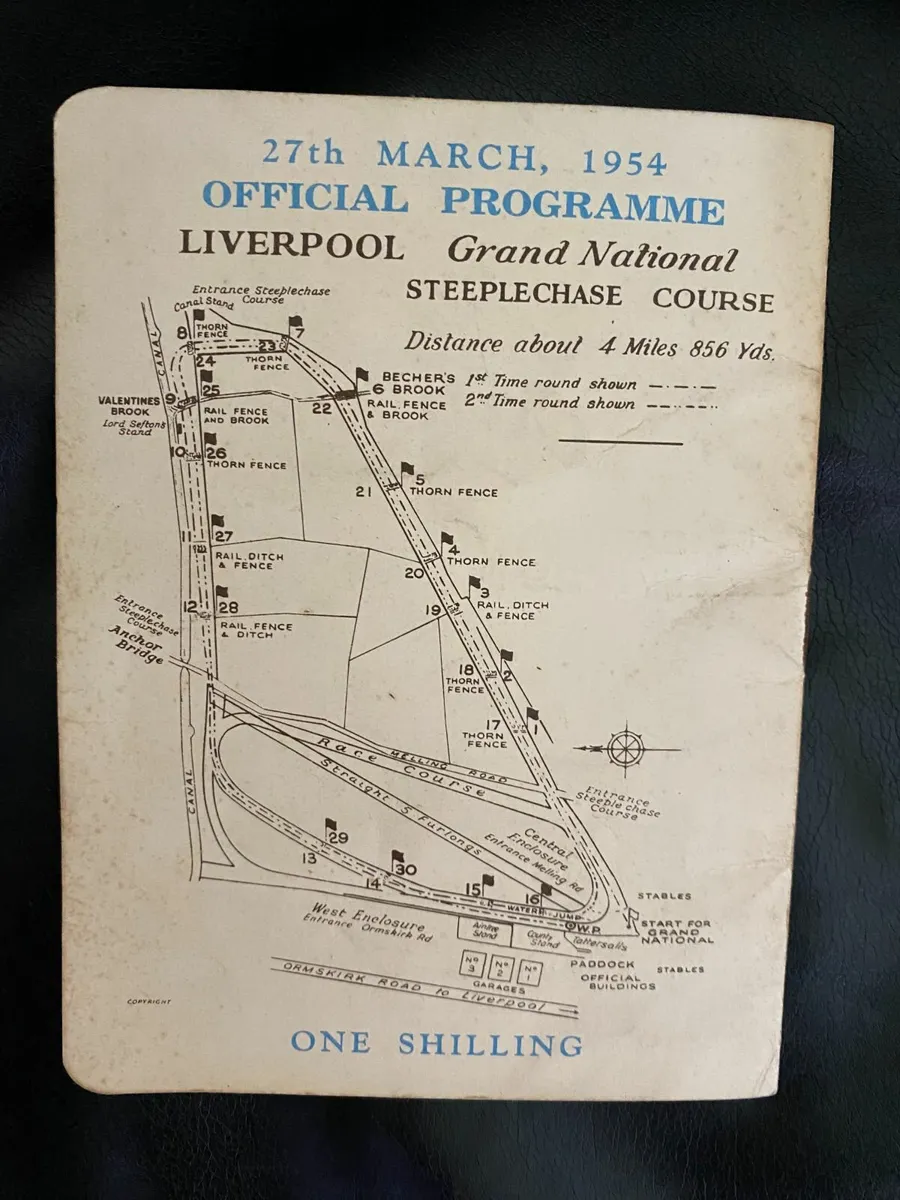 27th MARCH, 1954
OFFICIAL PROGRAMME
LIVERPOOL Grand National
STEEPLECHASE COURSE
Distance about 4 Miles 856 Yds.
1st Time round shown
2nd Time round shown
Entrance Steeplechase
Course
Canal Stand
CANAL
8
THORN
FENCE
24
23
7
THORN
FENCE
BECHER'S
6 BROOK
RAIL, FENCE
& BROOK
22
VALENTINES
BROOK
Lord Seftons
Stand
9
25
RAIL FENCE
AND BROOK
10
26
THORN FENCE
5
21
THORN FENCE
11
27
RAIL, DITCH
& FENCE
4
THORN FENCE
20
3
RAIL, DITCH
& FENCE
19
12
28
RAIL, FENCE
& DITCH
Entrance
Steeplechase
Course
Anchor
Bridge
18
THORN
FENCE
2
17
THORN
FENCE
1
MELLING ROAD
Race Course
Straight 5 Furlongs
Entrance
Steeplechase
Course
Central
Enclosure
Entrance Melling Rd
CANAL
29
13
30
14
15
16
WATER JUMP
W.P.
STABLES
START FOR
GRAND
NATIONAL
West Enclosure
Entrance Ormskirk Rd
Aintree
Stand
County
Stand
Tattersall's
Nº
3
Nº
2
Nº
1
GARAGES
PADDOCK
OFFICIAL
BUILDINGS
STABLES
ORMSKIRK ROAD to Liverpool
COPYRIGHT
ONE SHILLING